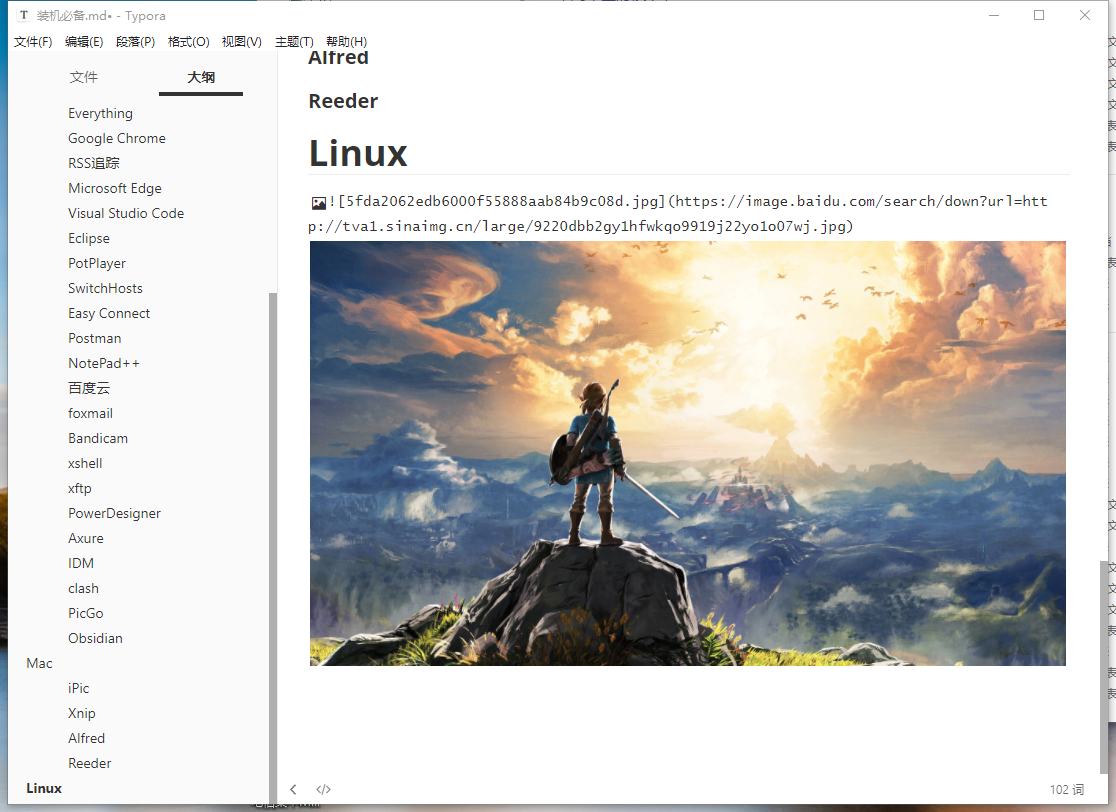 装机必备.md• - Typora
文件(F) 编辑(E) 段落(P) 格式(O) 视图(V) 主题(T) 帮助(H)
文件 大纲
Everything
Google Chrome
RSS追踪
Microsoft Edge
Visual Studio Code
Eclipse
PotPlayer
SwitchHosts
Easy Connect
Postman
NotePad++
百度云
foxmail
Bandicam
xshell
xftp
PowerDesigner
Axure
IDM
clash
PicGo
Obsidian
Mac
iPic
Xnip
Alfred
Reeder
Linux
Alfred
Reeder
Linux
![5fda2062edb6000f55888aab84b9c08d.jpg](https://image.baidu.com/search/down?url=htt
p://tva1.sinaimg.cn/large/9220dbb2gy1hfwkqo9919j22yo1o07wj.jpg)
102 词